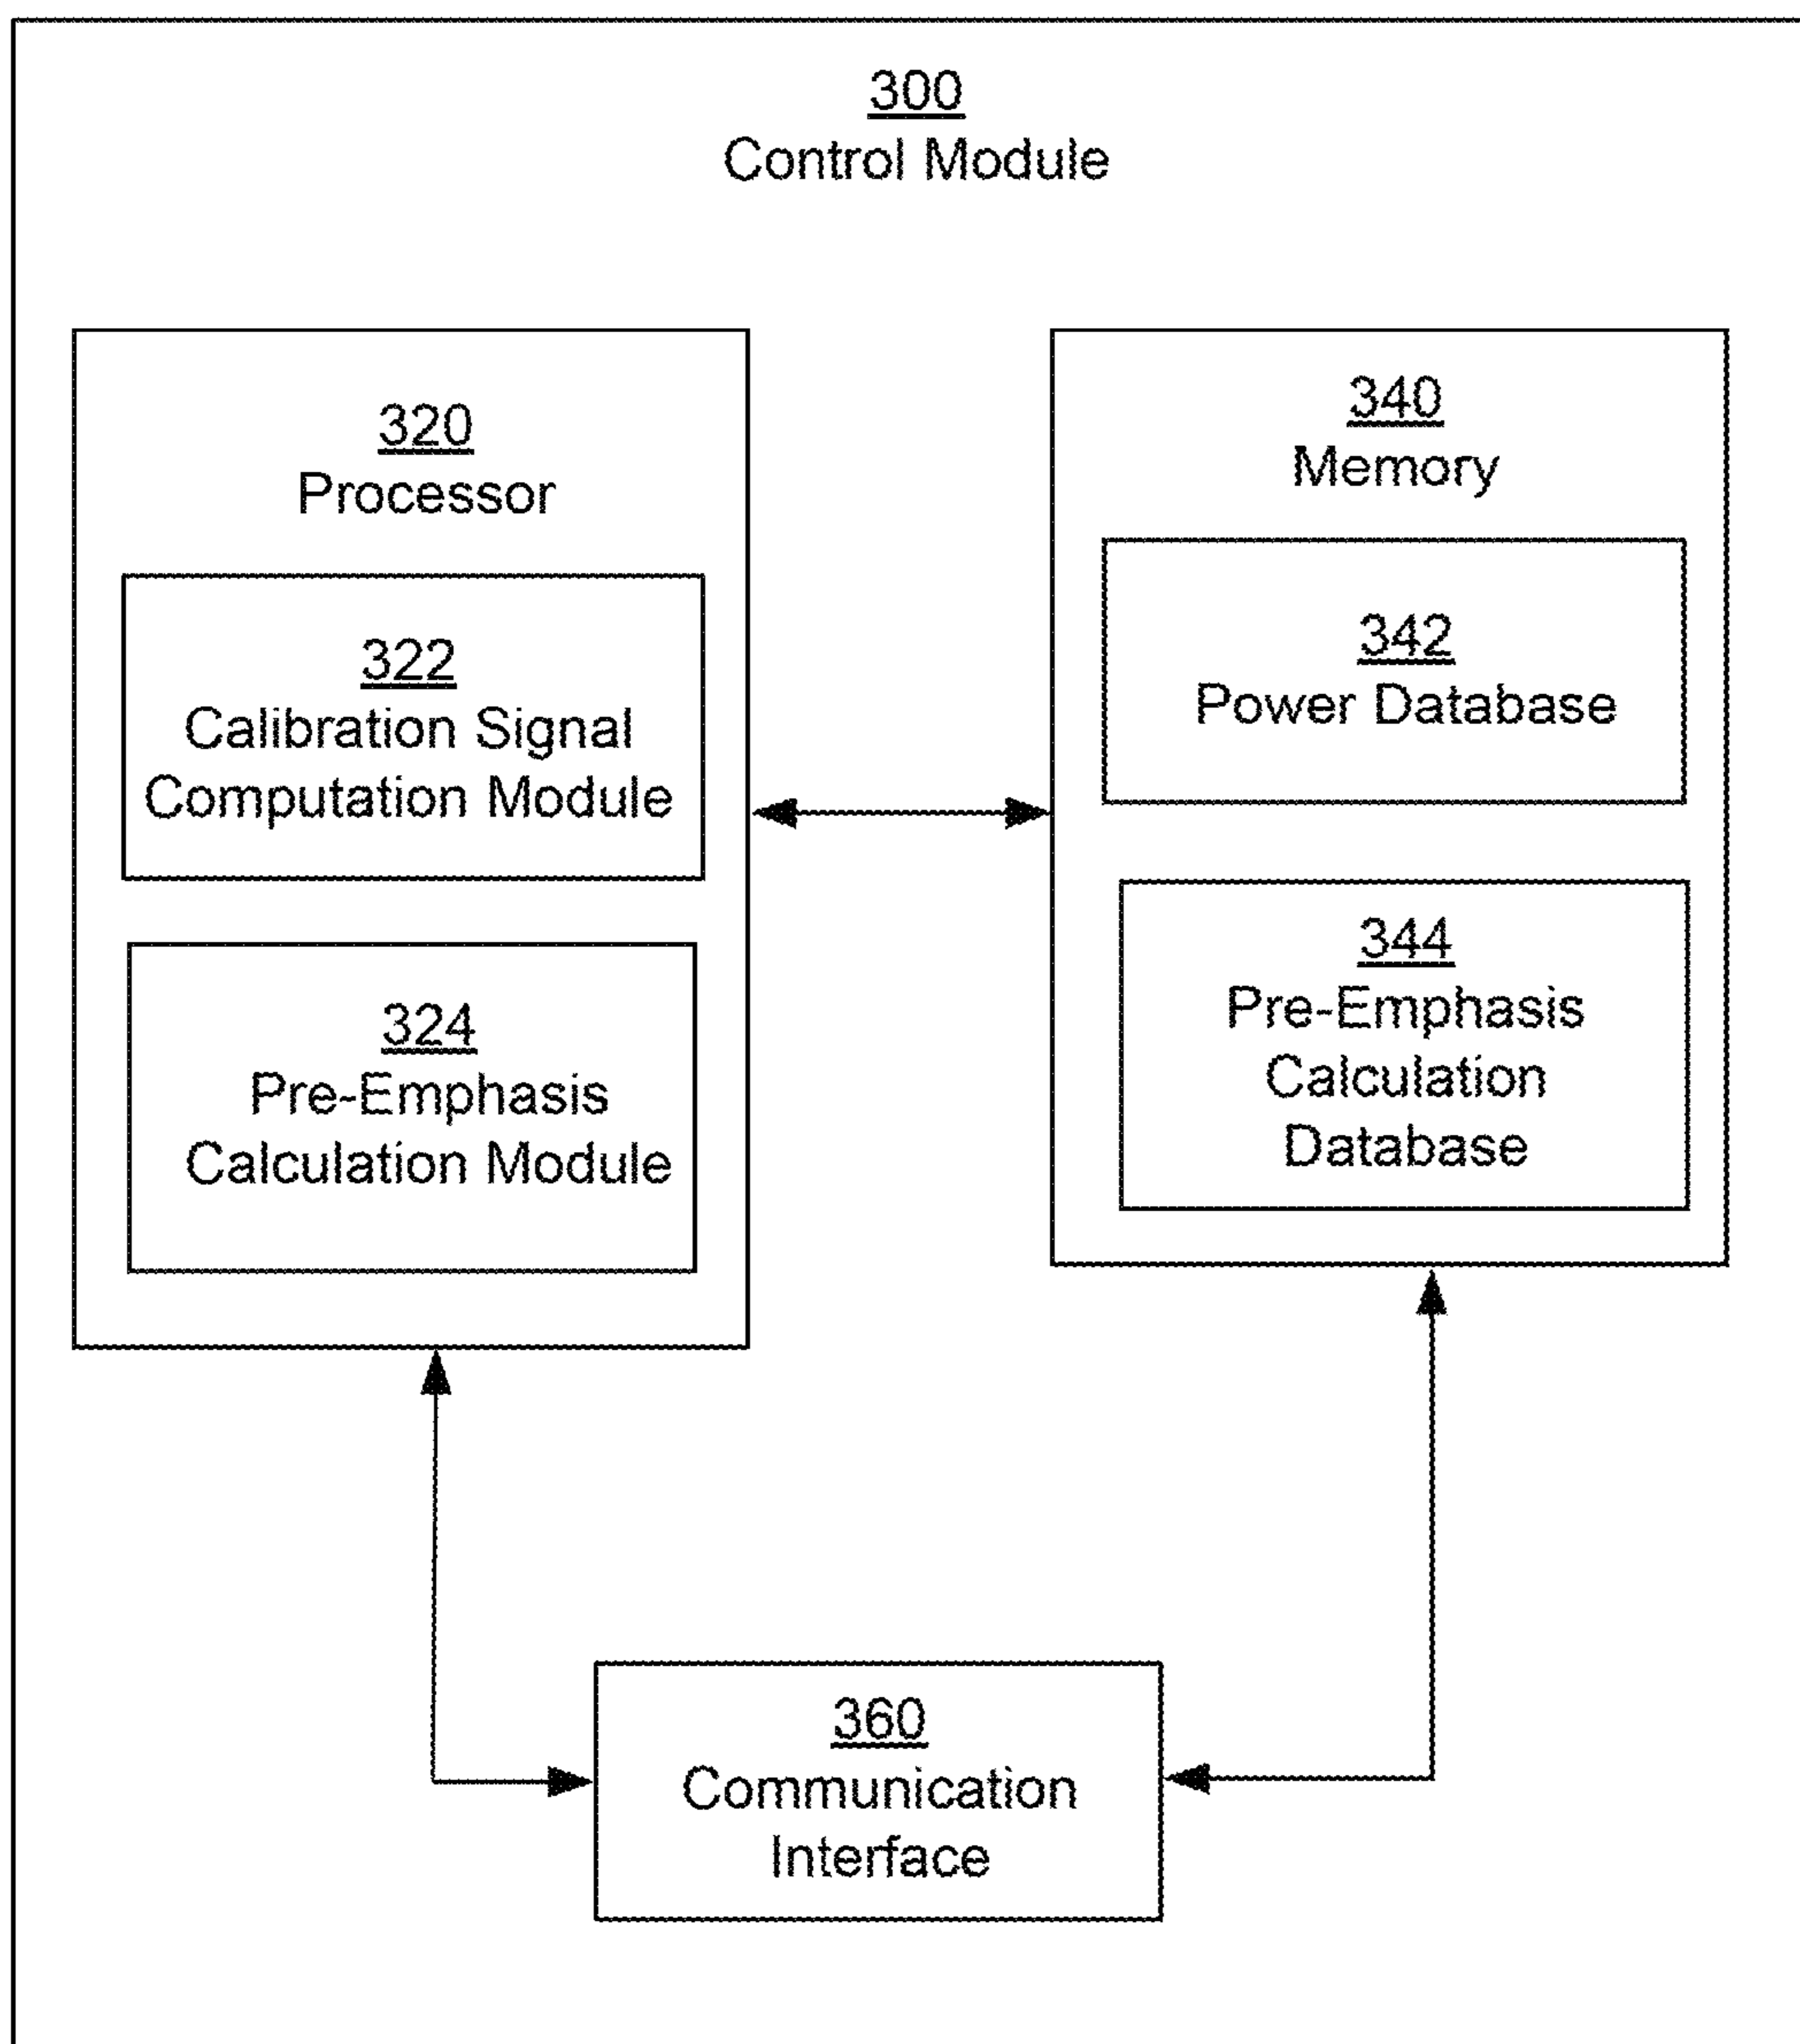 300
Control Module
320
Processor
322
Calibration Signal
Computation Module
324
Pre-Emphasis
Calculation Module
340
Memory
342
Power Database
344
Pre-Emphasis
Calculation
Database
360
Communication
Interface